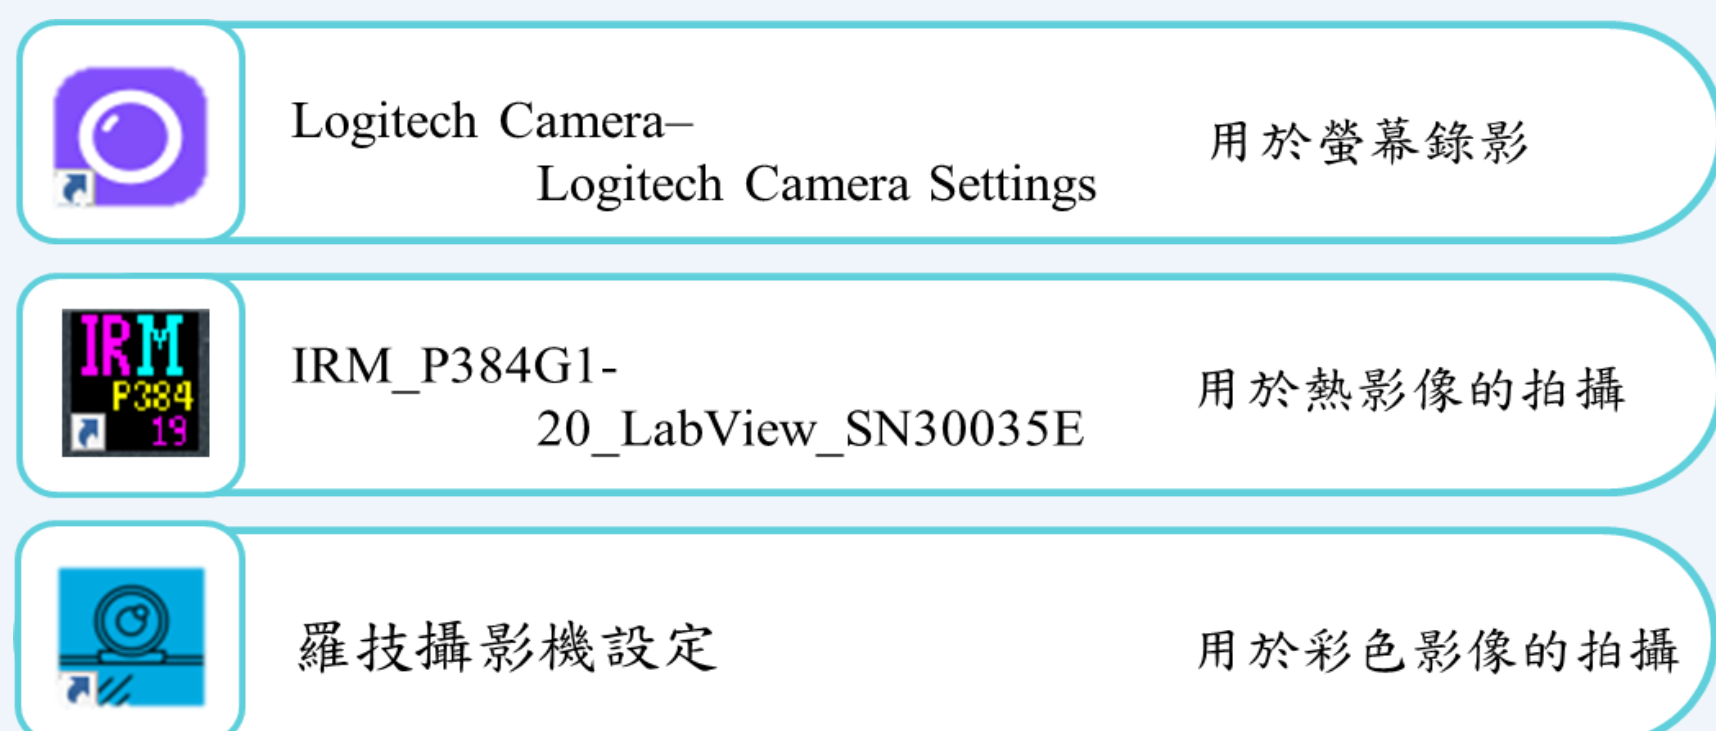 Logitech Camera–
Logitech Camera Settings
用於螢幕錄影
IRM
P384
19
IRM_P384G1-
20_LabView_SN30035E
用於熱影像的拍攝
羅技攝影機設定
用於彩色影像的拍攝